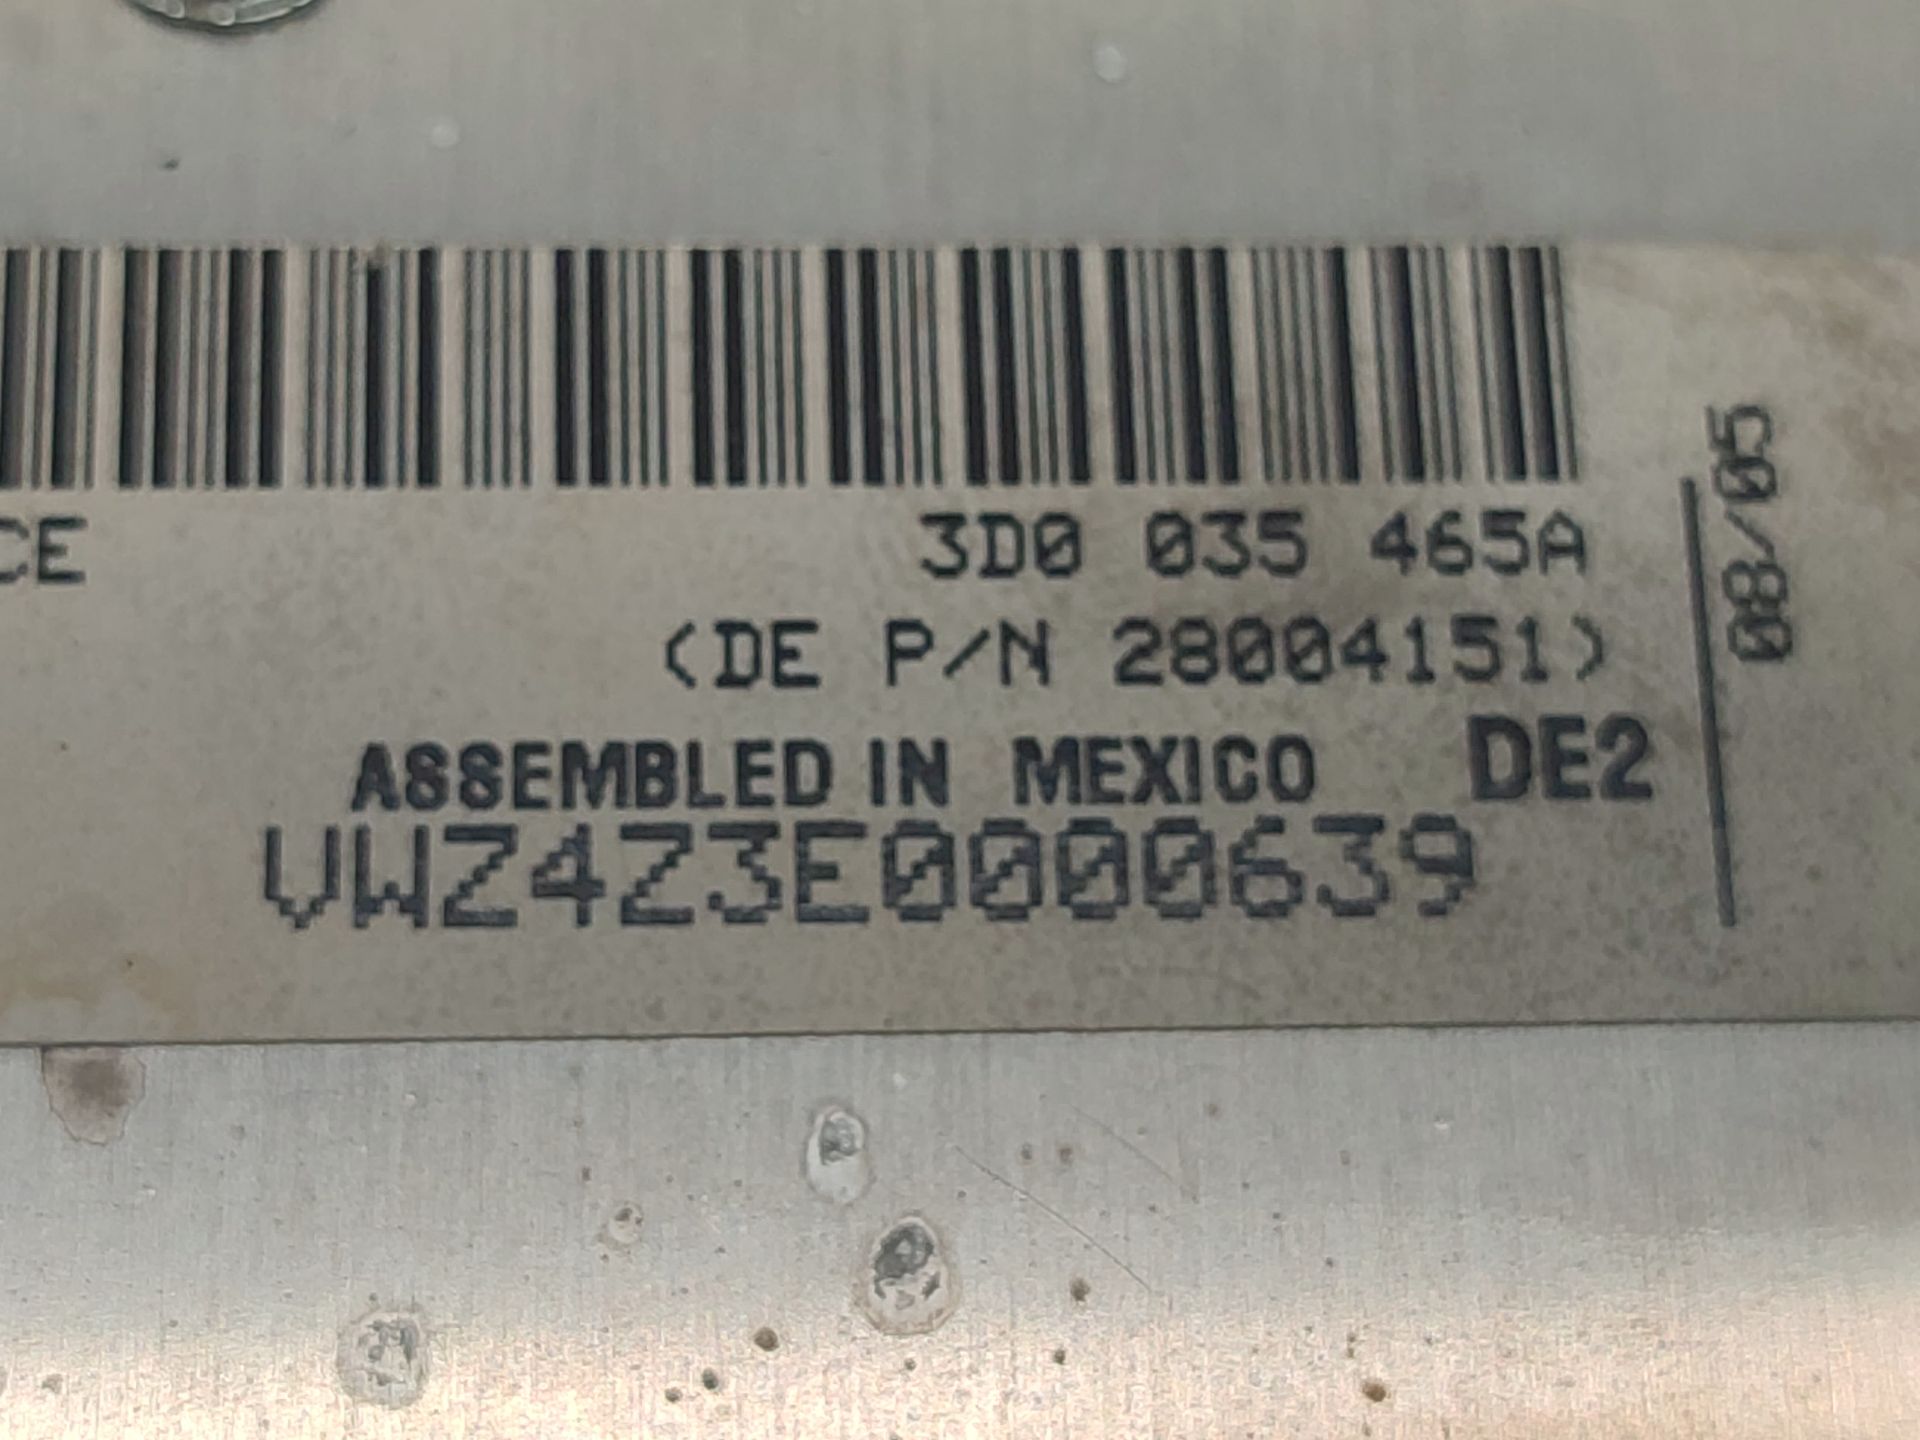 CE
3D0 035 465A
(DE P/N 28004151)
ASSEMBLED IN MEXICO DE2
VWZ4Z3E0000639
08/05